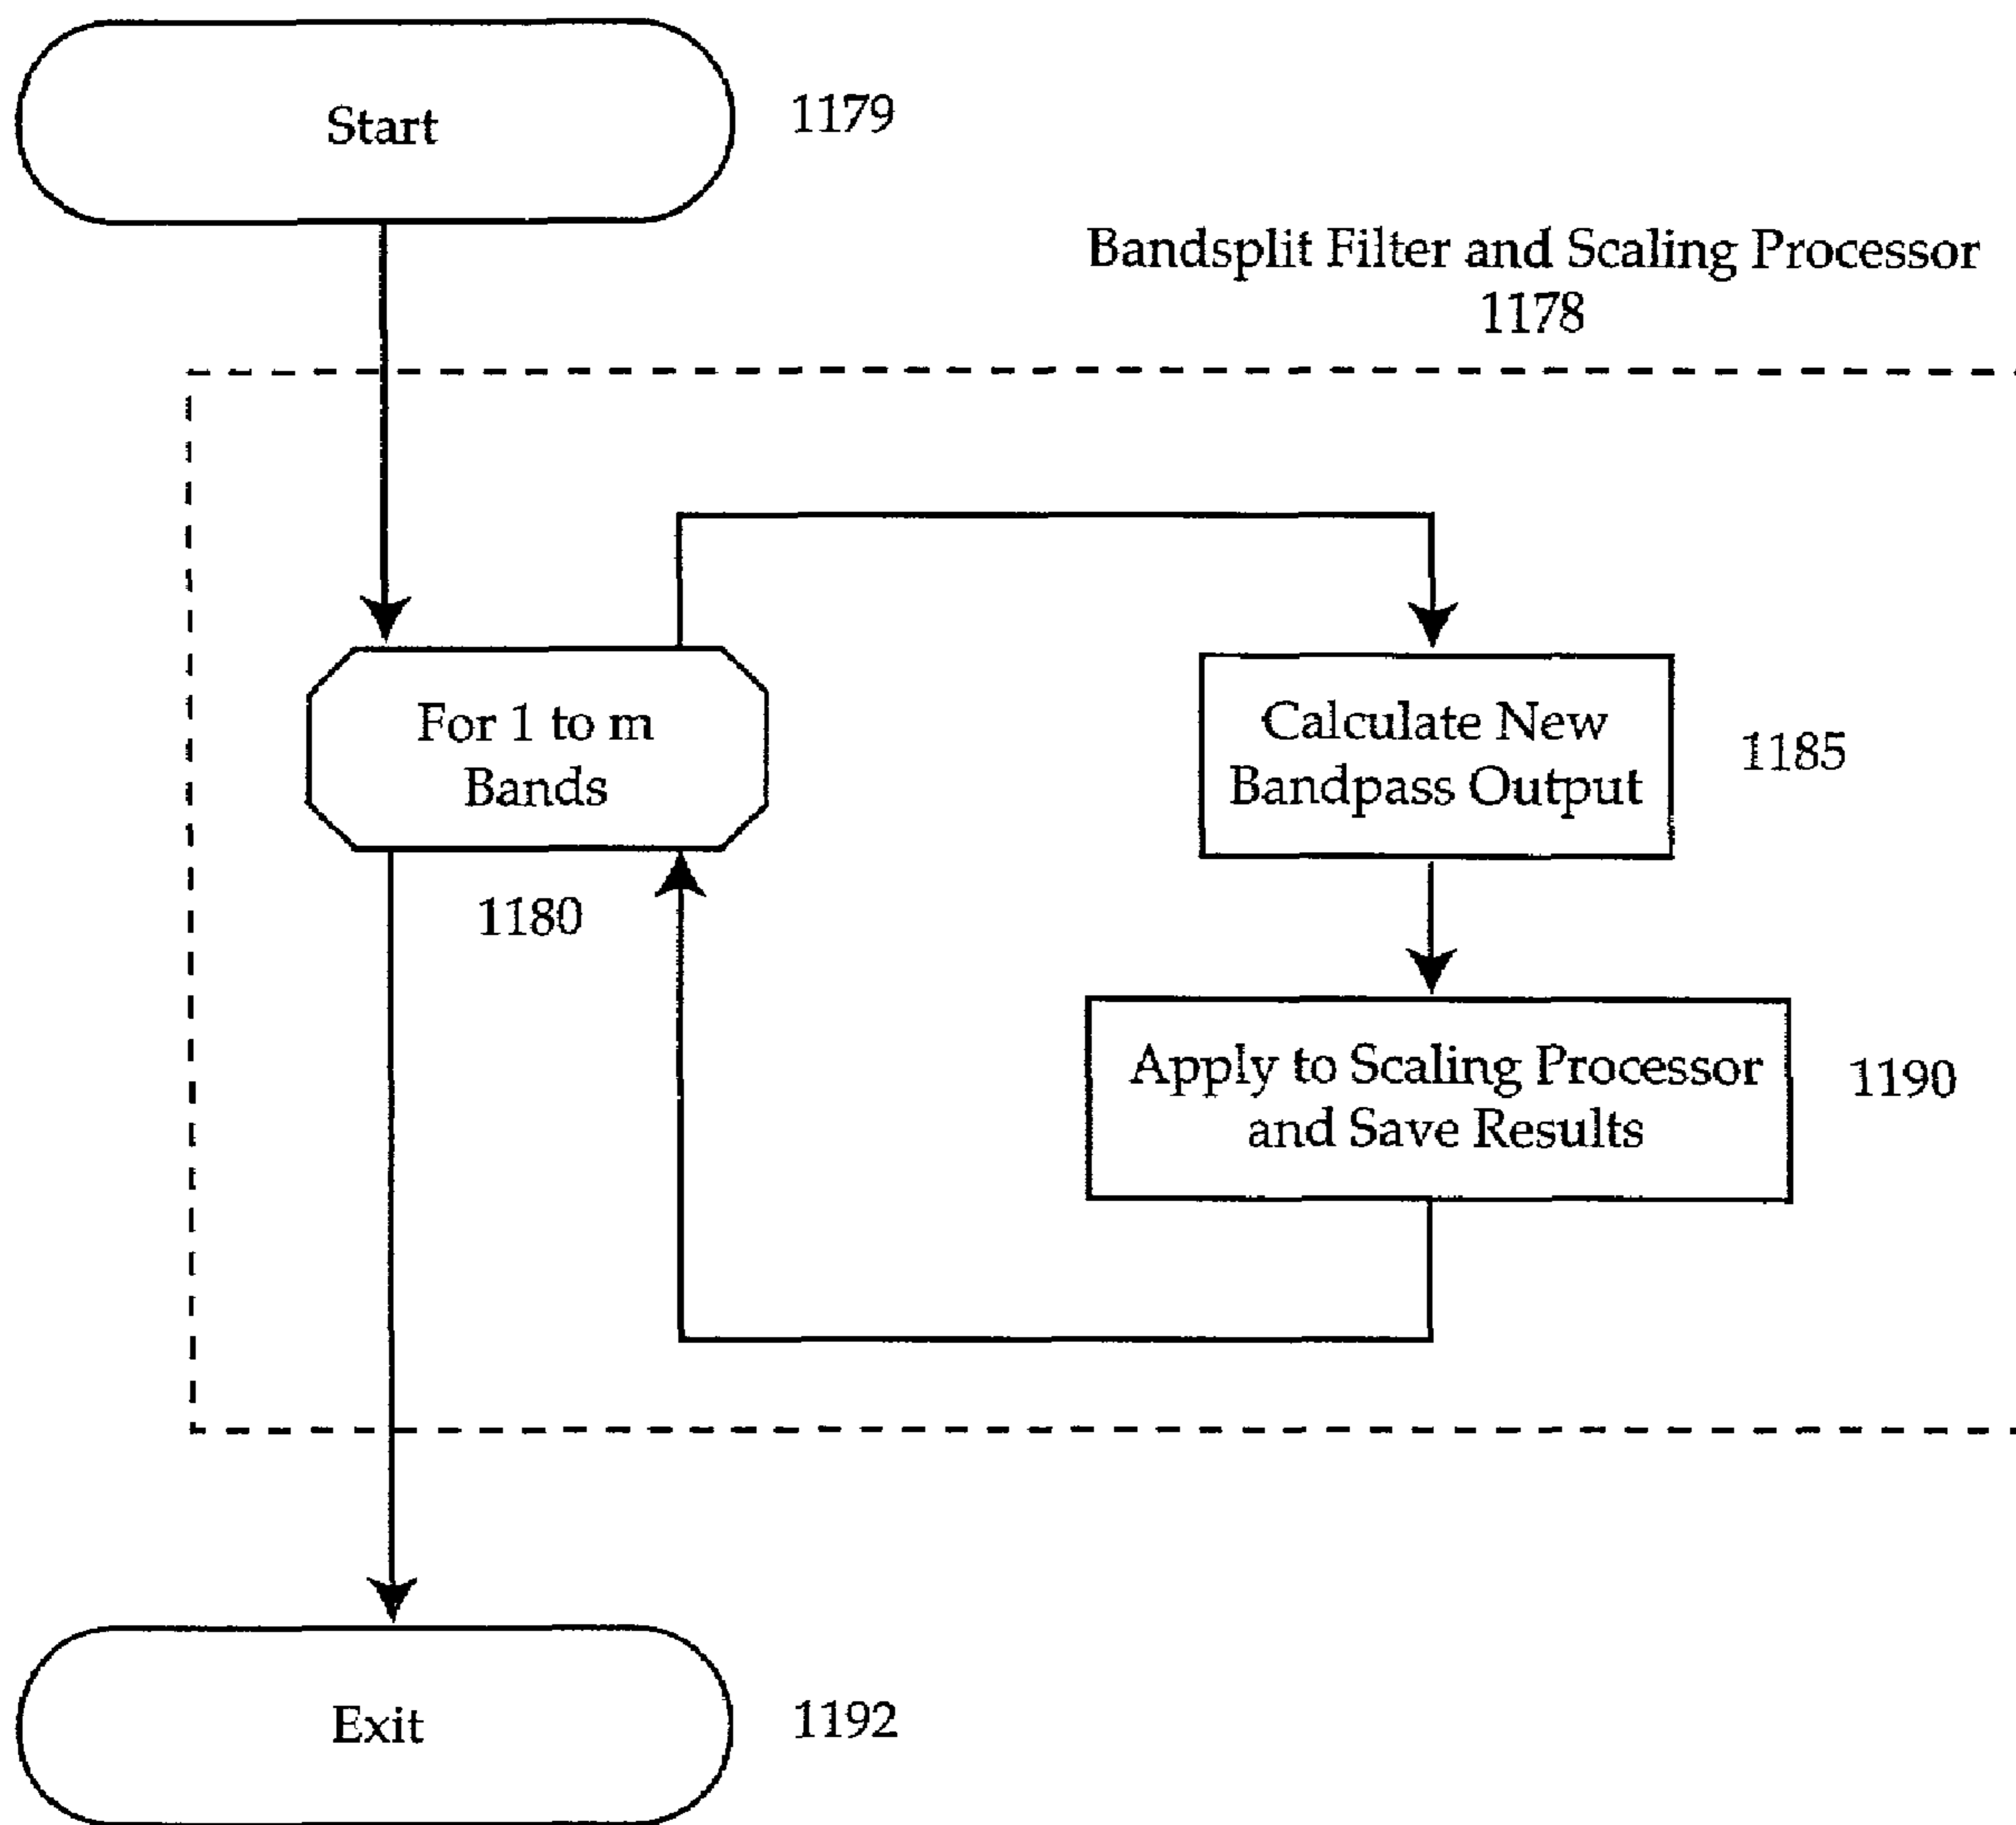 Start
1179
Bandsplit Filter and Scaling Processor
1178
For 1 to m
Bands
1180
Calculate New
Bandpass Output
1185
Apply to Scaling Processor
and Save Results
1190
Exit
1192